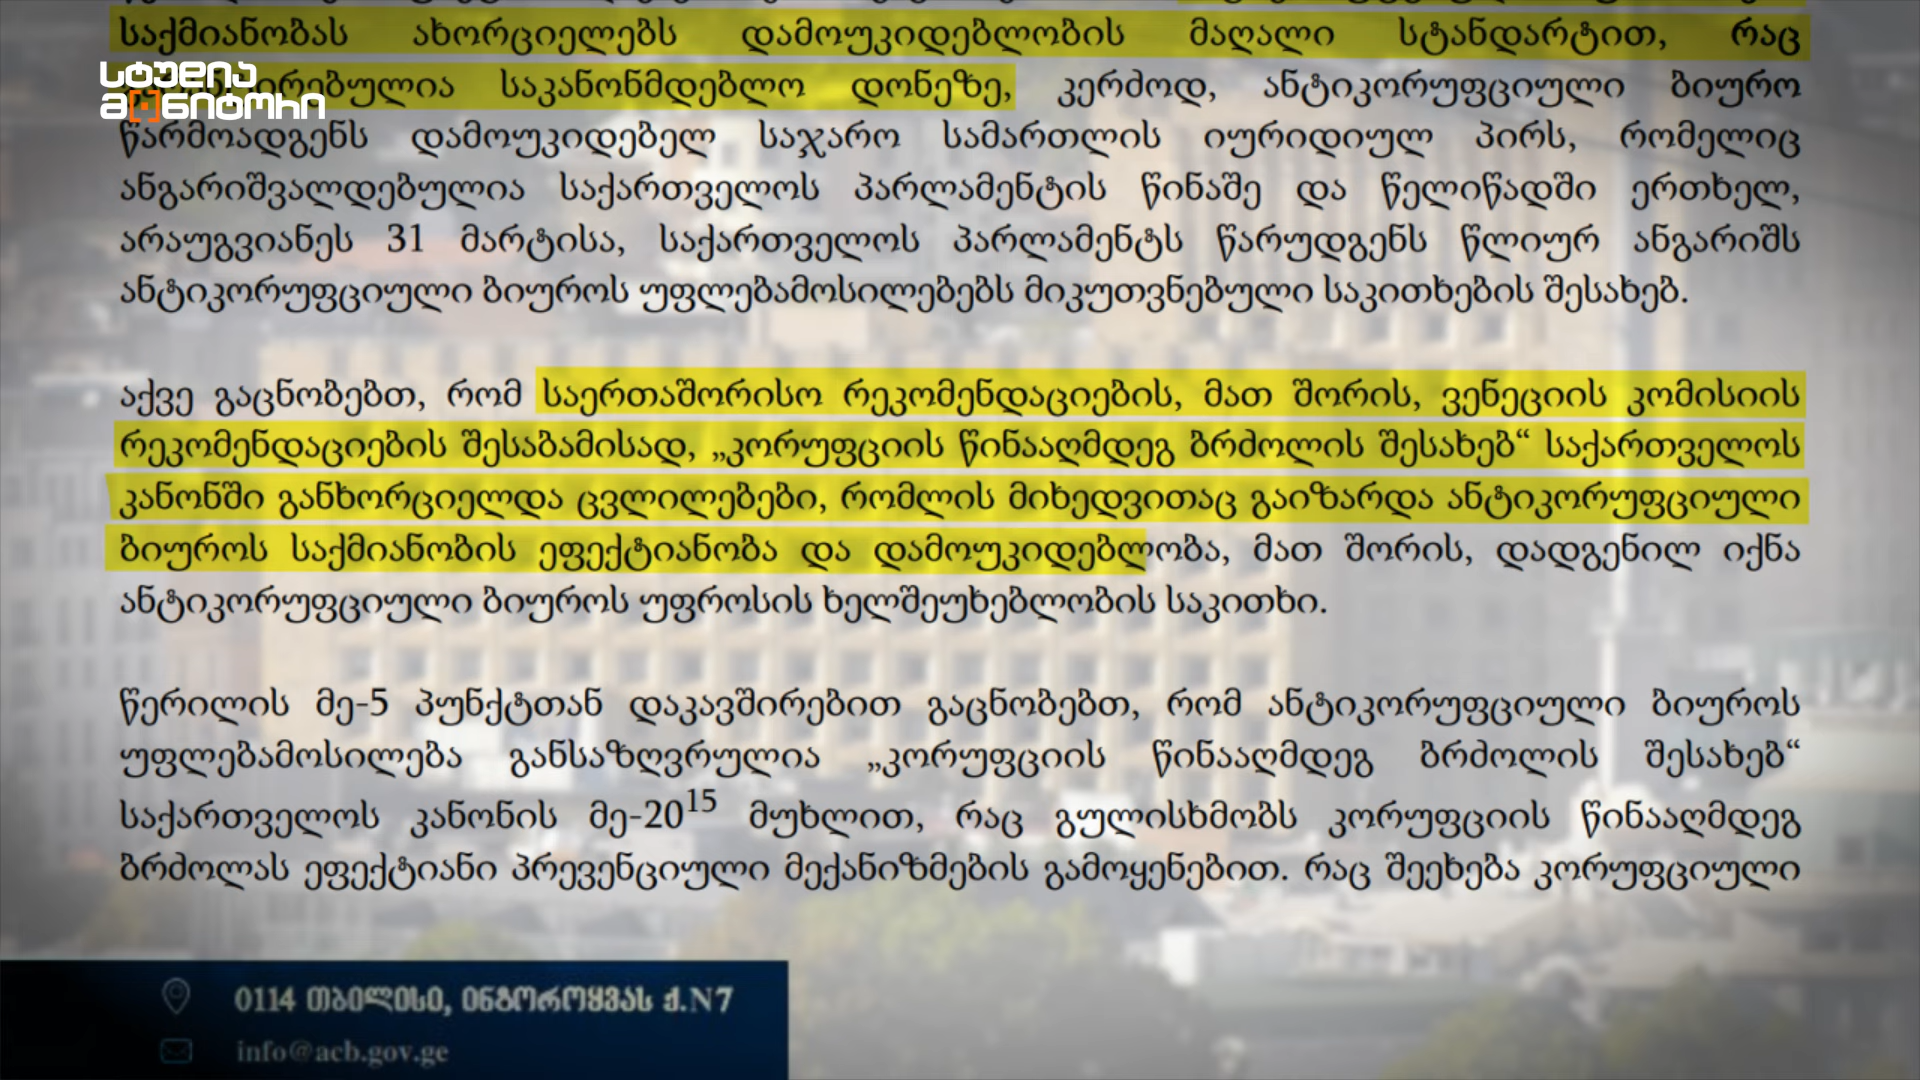 საქმიანობას ახორციელებს დამოუკიდებლობის მაღალი სტანდარტით, რაც
საკანონმდებლო დონეზე, კერძოდ, ანტიკორუფციული ბიურო
სტუდია
მონიტორი
წარმოადგენს დამოუკიდებელ საჯარო სამართლის იურიდიულ პირს, რომელიც
ანგარიშვალდებულია საქართველოს პარლამენტის წინაშე და წელიწადში ერთხელ,
არაუგვიანეს 31 მარტისა, საქართველოს პარლამენტს წარუდგენს წლიურ ანგარიშს
ანტიკორუფციული ბიუროს უფლებამოსილებებს მიკუთვნებული საკითხების შესახებ.
აქვე გაცნობებთ, რომ საერთაშორისო რეკომენდაციების, მათ შორის, ვენეციის კომისიის
რეკომენდაციების შესაბამისად, „კორუფციის წინააღმდეგ ბრძოლის შესახებ“ საქართველოს
კანონში განხორციელდა ცვლილებები, რომლის მიხედვითაც გაიზარდა ანტიკორუფციული
ბიუროს საქმიანობის ეფექტიანობა და დამოუკიდებლობა, მათ შორის, დადგენილ იქნა
ანტიკორუფციული ბიუროს უფროსის ხელშეუხებლობის საკითხი.
წერილის მე-5 პუნქტთან დაკავშირებით გაცნობებთ, რომ ანტიკორუფციული ბიუროს
უფლებამოსილება განსაზღვრულია „კორუფციის წინააღმდეგ ბრძოლის შესახებ“
საქართველოს კანონის მე-20¹⁵ მუხლით, რაც გულისხმობს კორუფციის წინააღმდეგ
ბრძოლას ეფექტიანი პრევენციული მექანიზმების გამოყენებით. რაც შეეხება კორუფციული
0114 თბილისი, ინგოროყვას ქ.N7
info@acb.gov.ge